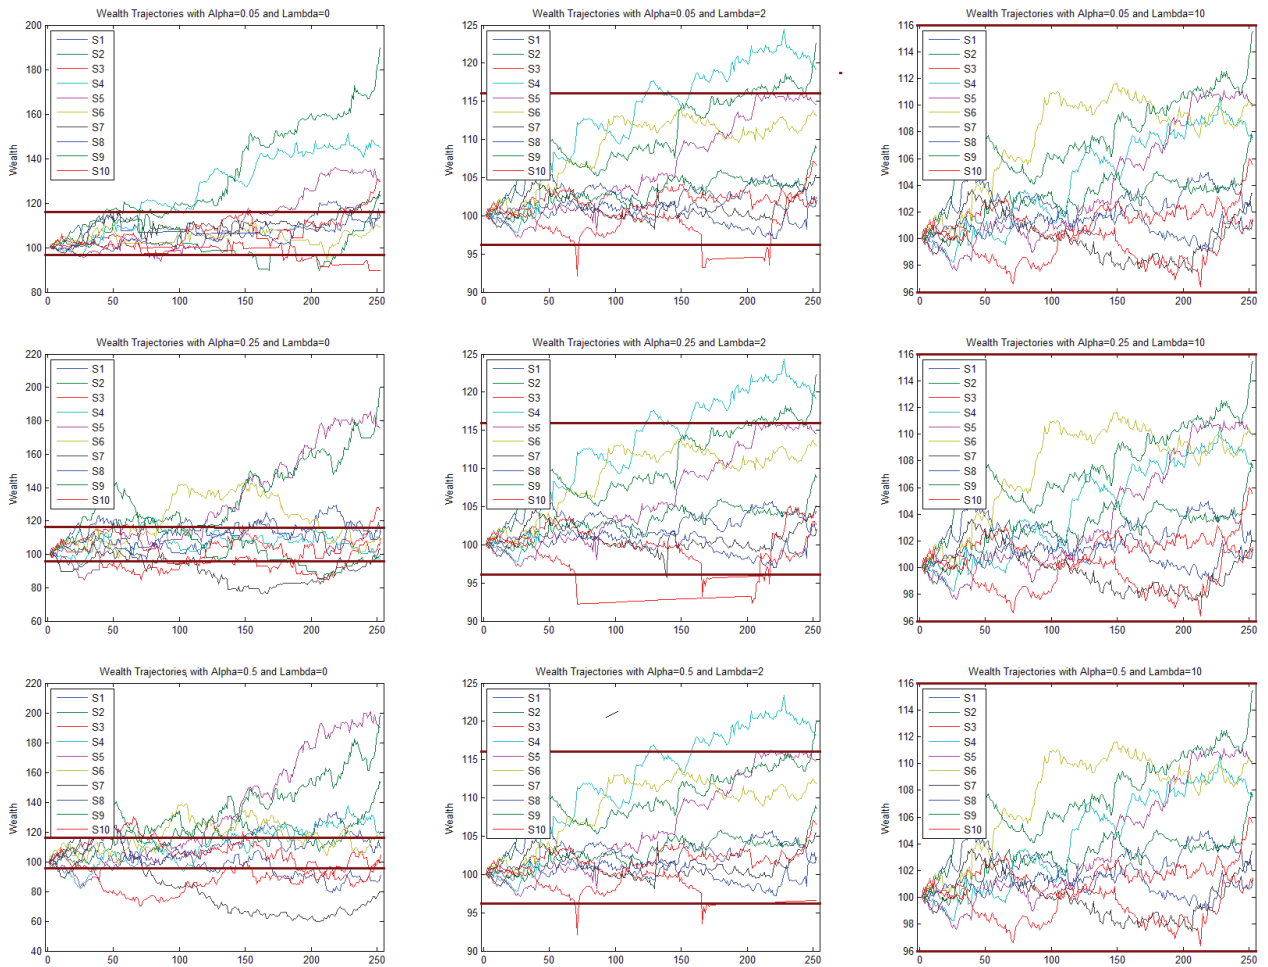 Wealth Trajectories with Alpha=0.05 and Lambda=0
200
180
160
140
120
100
80
Wealth
S1
S2
S3
S4
S5
S6
S7
S8
S9
S10
0 50 100 150 200 250
Wealth Trajectories with Alpha=0.05 and Lambda=2
125
120
115
110
105
100
95
90
Wealth
S1
S2
S3
S4
S5
S6
S7
S8
S9
S10
0 50 100 150 200 250
Wealth Trajectories with Alpha=0.05 and Lambda=10
116
114
112
110
108
106
104
102
100
98
96
Wealth
S1
S2
S3
S4
S5
S6
S7
S8
S9
S10
0 50 100 150 200 250
Wealth Trajectories with Alpha=0.25 and Lambda=0
220
200
180
160
140
120
100
80
60
Wealth
S1
S2
S3
S4
S5
S6
S7
S8
S9
S10
0 50 100 150 200 250
Wealth Trajectories with Alpha=0.25 and Lambda=2
125
120
115
110
105
100
95
90
Wealth
S1
S2
S3
S4
S5
S6
S7
S8
S9
S10
0 50 100 150 200 250
Wealth Trajectories with Alpha=0.25 and Lambda=10
116
114
112
110
108
106
104
102
100
98
96
Wealth
S1
S2
S3
S4
S5
S6
S7
S8
S9
S10
0 50 100 150 200 250
Wealth Trajectories with Alpha=0.5 and Lambda=0
220
200
180
160
140
120
100
80
60
40
Wealth
S1
S2
S3
S4
S5
S6
S7
S8
S9
S10
0 50 100 150 200 250
Wealth Trajectories with Alpha=0.5 and Lambda=2
125
120
115
110
105
100
95
90
Wealth
S1
S2
S3
S4
S5
S6
S7
S8
S9
S10
0 50 100 150 200 250
Wealth Trajectories with Alpha=0.5 and Lambda=10
116
114
112
110
108
106
104
102
100
98
96
Wealth
S1
S2
S3
S4
S5
S6
S7
S8
S9
S10
0 50 100 150 200 250